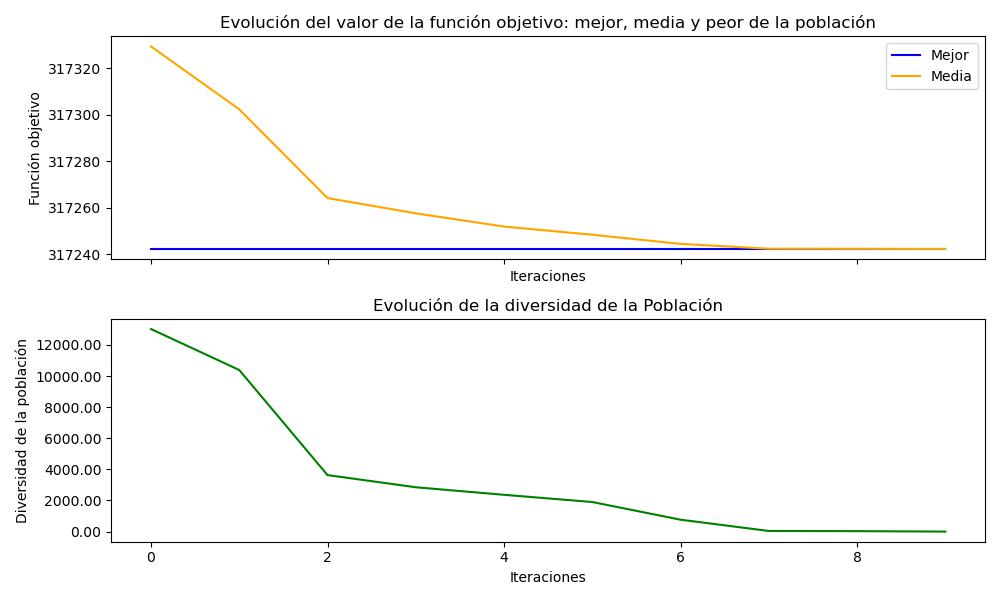 Evolución del valor de la función objetivo: mejor, media y peor de la población
Mejor
Media
Función objetivo
317320
317300
317280
317260
317240
Iteraciones
Evolución de la diversidad de la Población
Diversidad de la población
12000.00
10000.00
8000.00
6000.00
4000.00
2000.00
0.00
0 2 4 6 8
Iteraciones